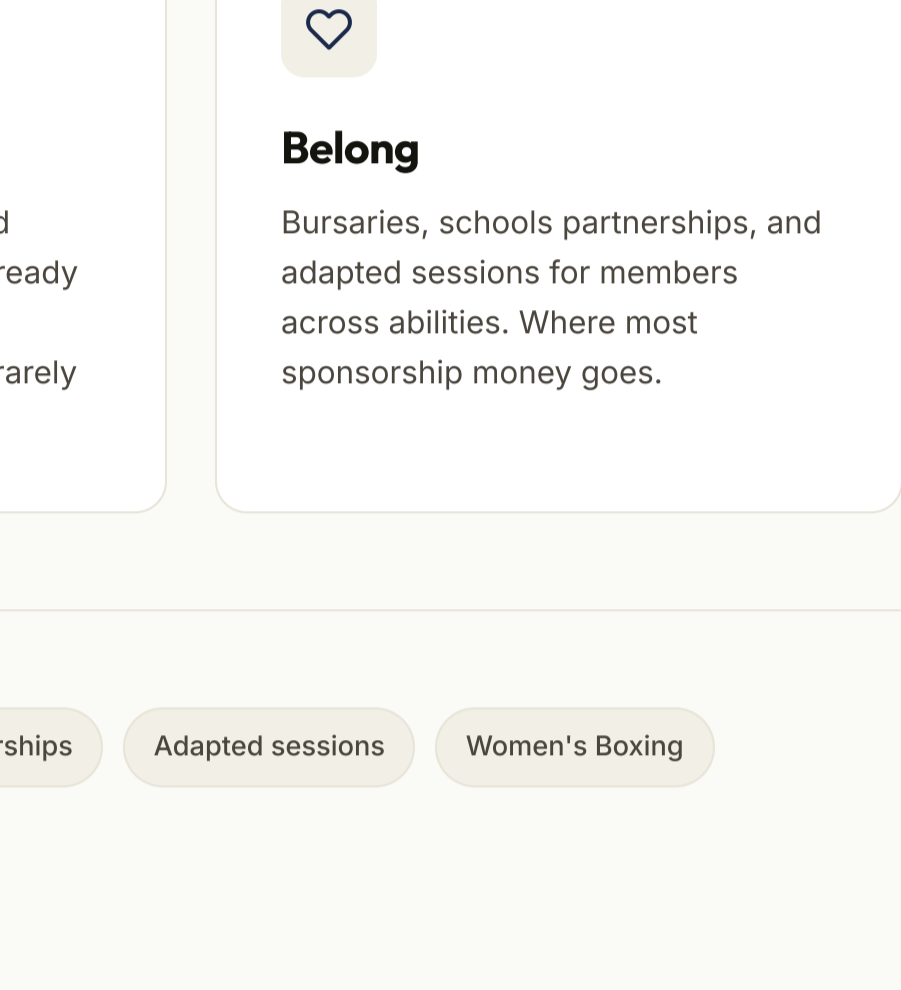 Belong
Bursaries, schools partnerships, and
adapted sessions for members
across abilities. Where most
sponsorship money goes.
Adapted sessions
Women's Boxing